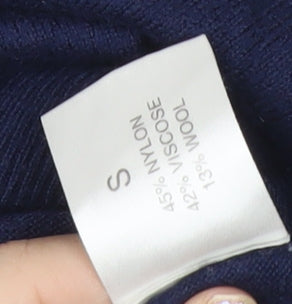 45% NYLON
42% VISCOSE
13% WOOL
S